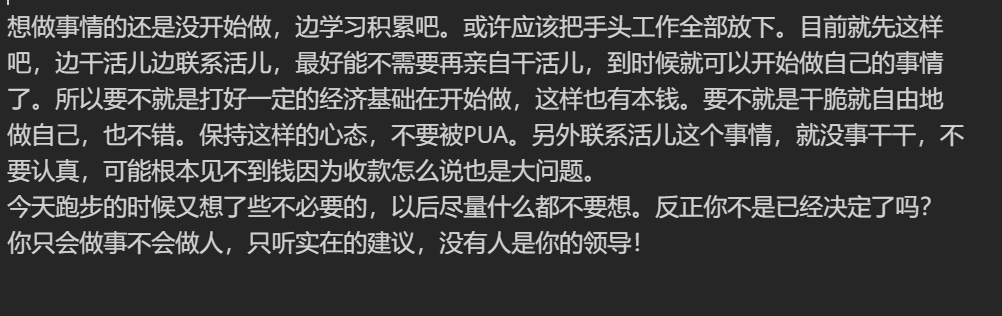 想做事情的还是没开始做，边学习积累吧。或许应该把手头工作全部放下。目前就先这样
吧，边干活儿边联系活儿，最好能不需要再亲自干活儿，到时候就可以开始做自己的事情
了。所以要不就是打好一定的经济基础在开始做，这样也有本钱。要不就是干脆就自由地
做自己，也不错。保持这样的心态，不要被PUA。另外联系活儿这个事情，就没事干干，不
要认真，可能根本见不到钱因为收款怎么说也是大问题。
今天跑步的时候又想了些不必要的，以后尽量什么都不要想。反正你不是已经决定了吗？
你只会做事不会做人，只听实在的建议，没有人是你的领导！